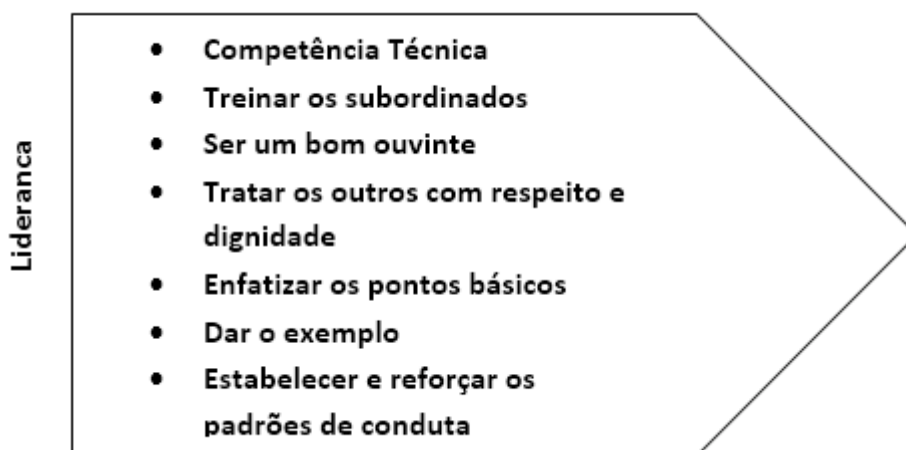 Lideranca
• Competência Técnica
• Treinar os subordinados
• Ser um bom ouvinte
• Tratar os outros com respeito e
dignidade
• Enfatizar os pontos básicos
• Dar o exemplo
• Estabelecer e reforçar os
padrões de conduta